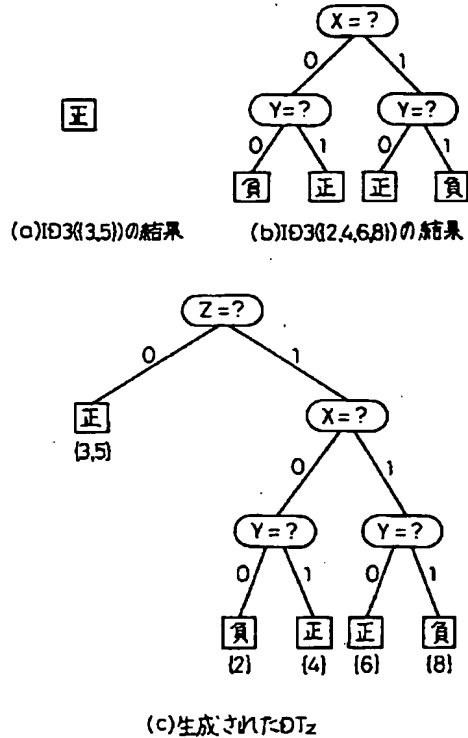 X=?
0 1
正 Y=? Y=?
0 1 0 1
負 正 正 負
(a)ID3({3,5})の結果 (b)ID3({2,4,6,8})の結果
Z=?
0 1
正 X=?
{3,5}
0 1
Y=? Y=?
0 1 0 1
負 正 正 負
{2} {4} {6} {8}
(c)生成されたDTz